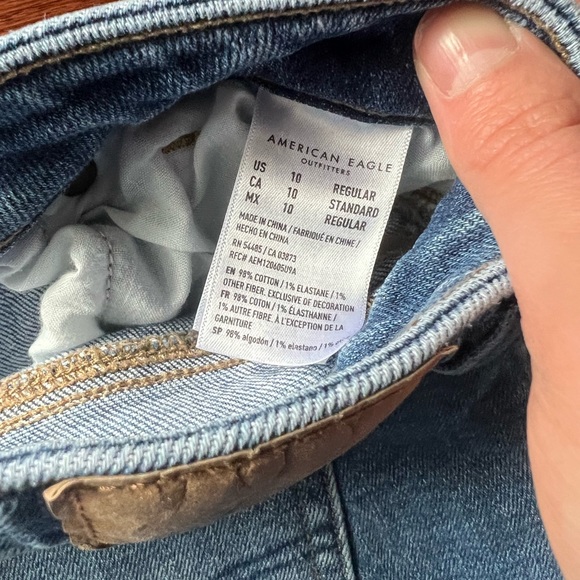 AMERICAN EAGLE
OUTFITTERS
US 10 REGULAR
CA 10 STANDARD
MX 10 REGULAR
MADE IN CHINA / FABRIQUÉ EN CHINE /
HECHO EN CHINA
RN 54485 / CA 03873
RFC# AEM120605U9A
EN 98% COTTON / 1% ELASTANE / 1%
OTHER FIBER, EXCLUSIVE OF DECORATION
FR 98% COTON / 1% ÉLASTHANNE /
1% AUTRE FIBRE, À L'EXCEPTION DE LA
GARNITURE
SP 98% algodón / 1% elastano / 1%